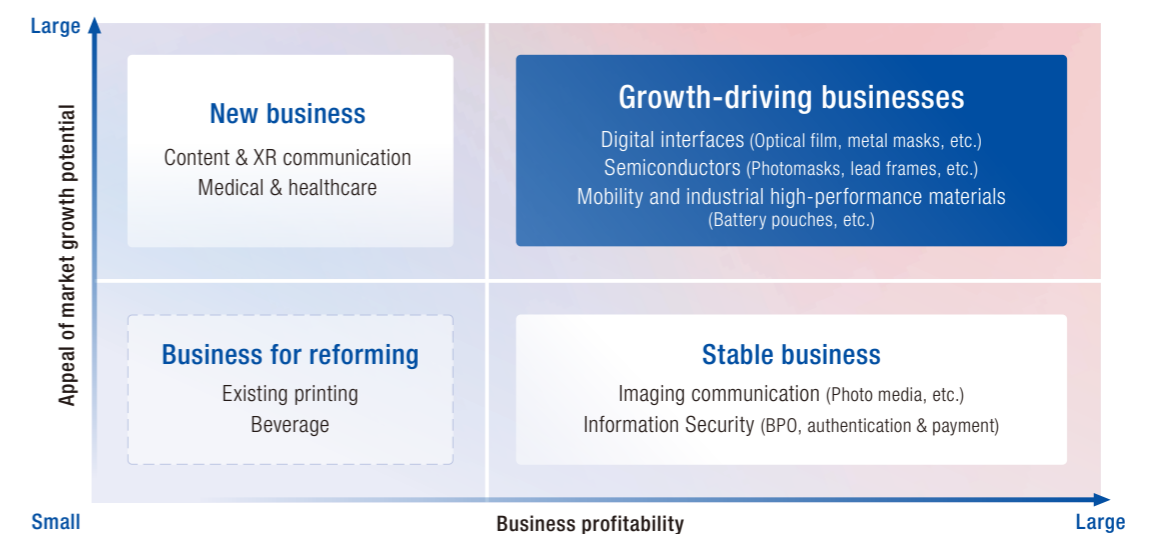 Large
Appeal of market growth potential
New business
Content & XR communication
Medical & healthcare
Growth-driving businesses
Digital interfaces (Optical film, metal masks, etc.)
Semiconductors (Photomasks, lead frames, etc.)
Mobility and industrial high-performance materials
(Battery pouches, etc.)
Business for reforming
Existing printing
Beverage
Stable business
Imaging communication (Photo media, etc.)
Information Security (BPO, authentication & payment)
Small
Business profitability
Large